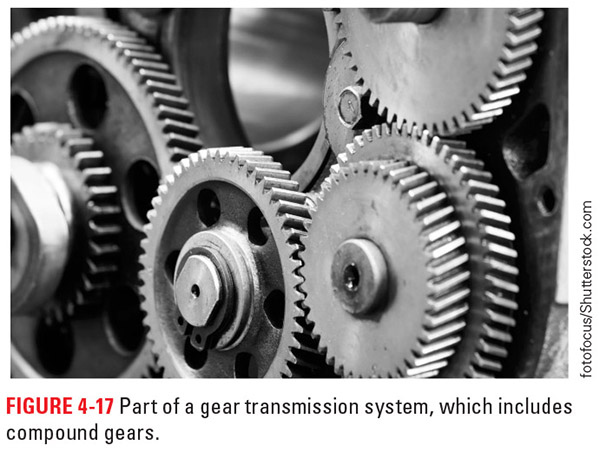 fotofocus/Shutterstock.com
FIGURE 4-17 Part of a gear transmission system, which includes
compound gears.